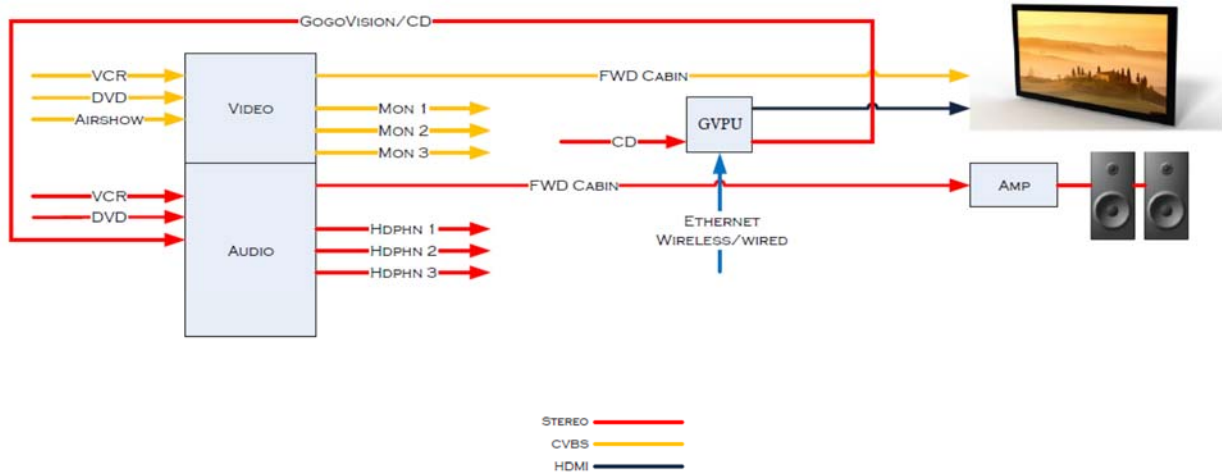 GOGOVISION/CD
VCR
DVD
AIRSHOW
VIDEO
FWD CABIN
MON 1
MON 2
MON 3
CD
GVPU
VCR
DVD
AUDIO
FWD CABIN
HDPHN 1
HDPHN 2
HDPHN 3
ETHERNET
WIRELESS/WIRED
AMP
STEREO
CVBS
HDMI